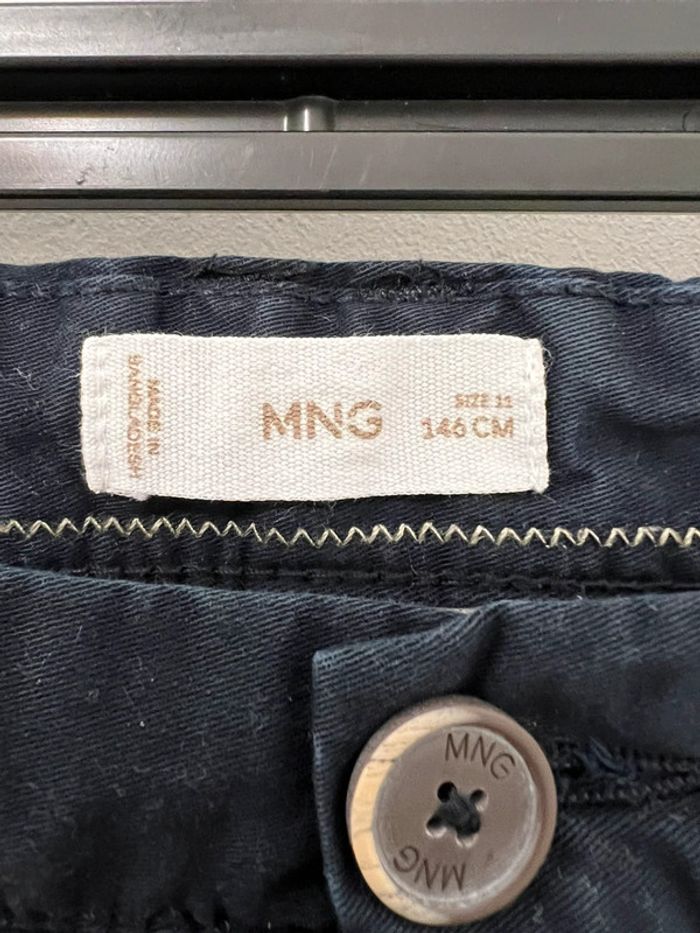 MADE IN
BANGLADESH
MNG
SIZE 11
146 CM
MNG
MNG